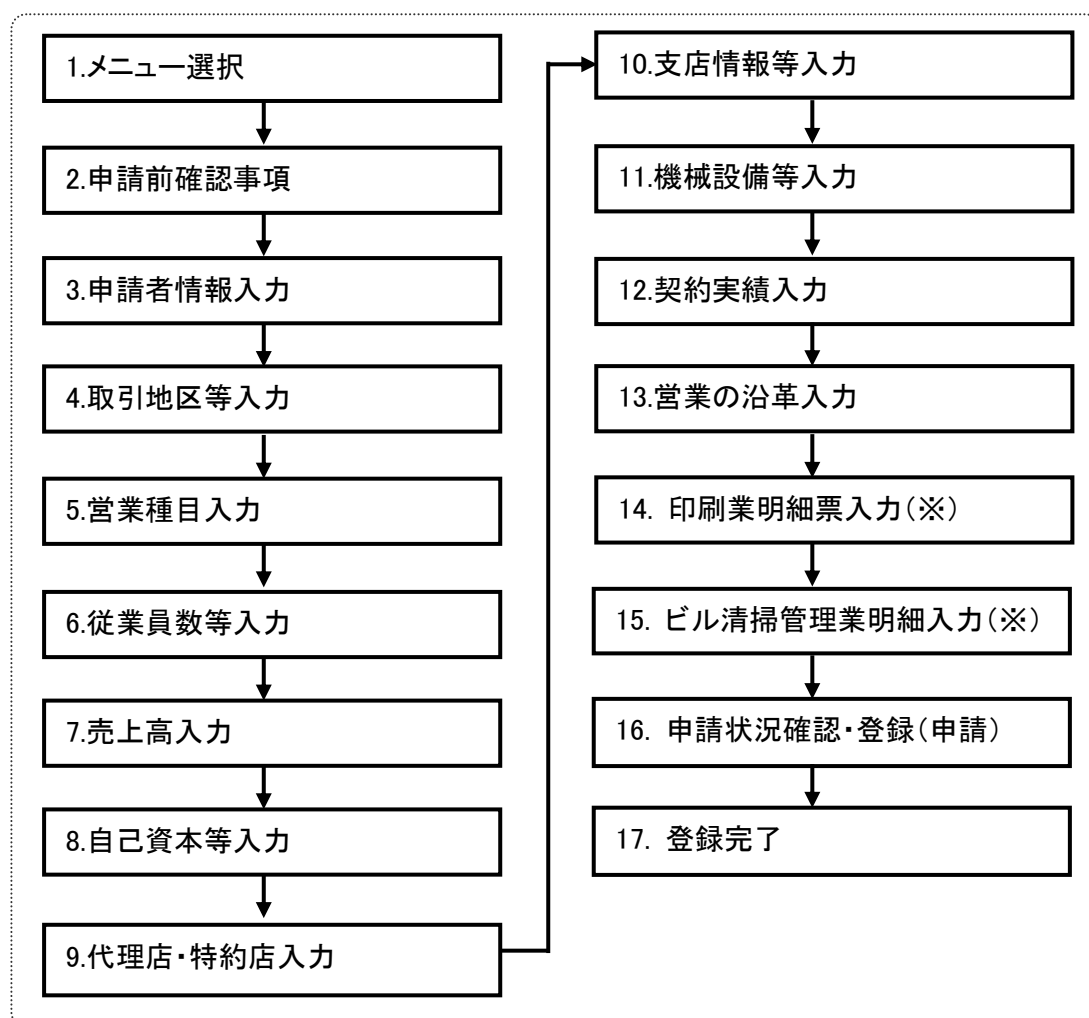 1.メニュー選択
2.申請前確認事項
3.申請者情報入力
4.取引地区等入力
5.営業種目入力
6.従業員数等入力
7.売上高入力
8.自己資本等入力
9.代理店・特約店入力
10.支店情報等入力
11.機械設備等入力
12.契約実績入力
13.営業の沿革入力
14. 印刷業明細票入力(※)
15. ビル清掃管理業明細入力(※)
16. 申請状況確認・登録(申請)
17. 登録完了